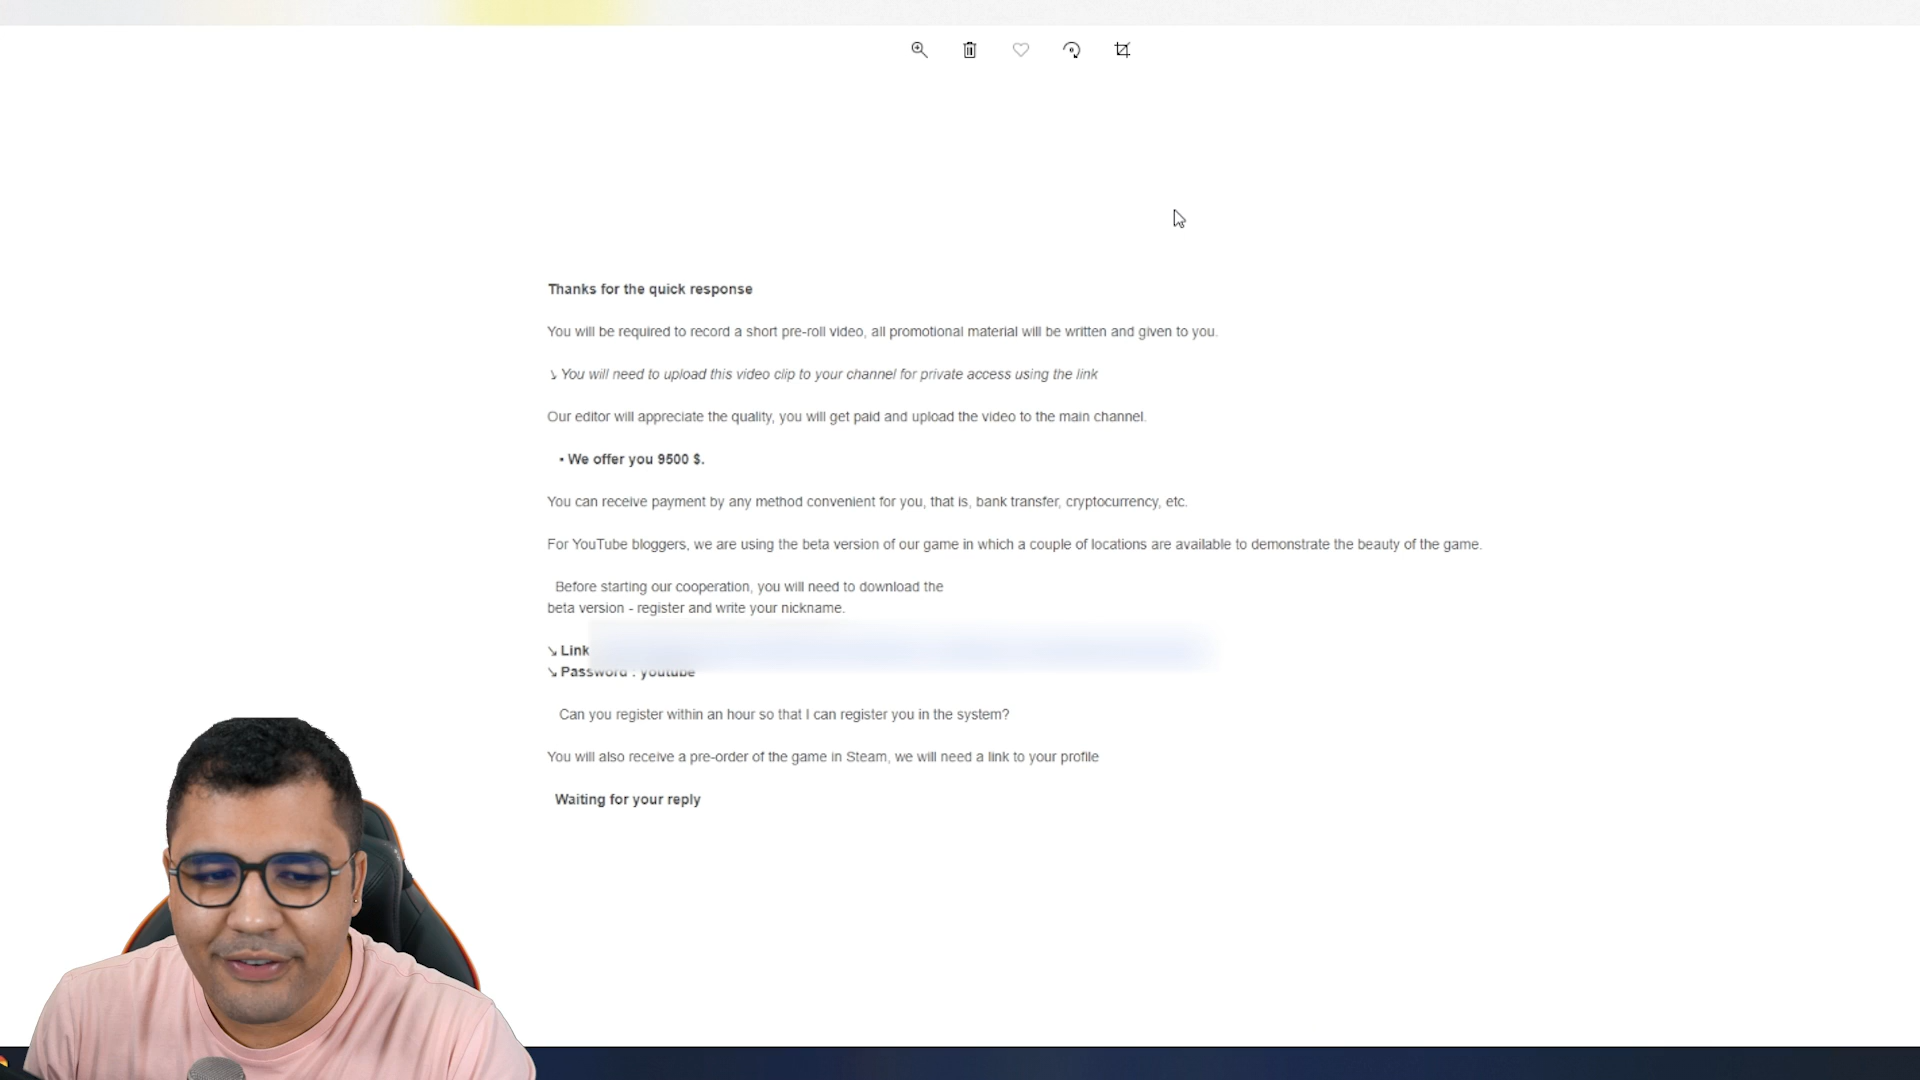 Thanks for the quick response
You will be required to record a short pre-roll video, all promotional material will be written and given to you.
↘ You will need to upload this video clip to your channel for private access using the link
Our editor will appreciate the quality, you will get paid and upload the video to the main channel.
• We offer you 9500 $.
You can receive payment by any method convenient for you, that is, bank transfer, cryptocurrency, etc.
For YouTube bloggers, we are using the beta version of our game in which a couple of locations are available to demonstrate the beauty of the game.
Before starting our cooperation, you will need to download the
beta version - register and write your nickname.
↘ Link
↘ Password : youtube
Can you register within an hour so that I can register you in the system?
You will also receive a pre-order of the game in Steam, we will need a link to your profile
Waiting for your reply